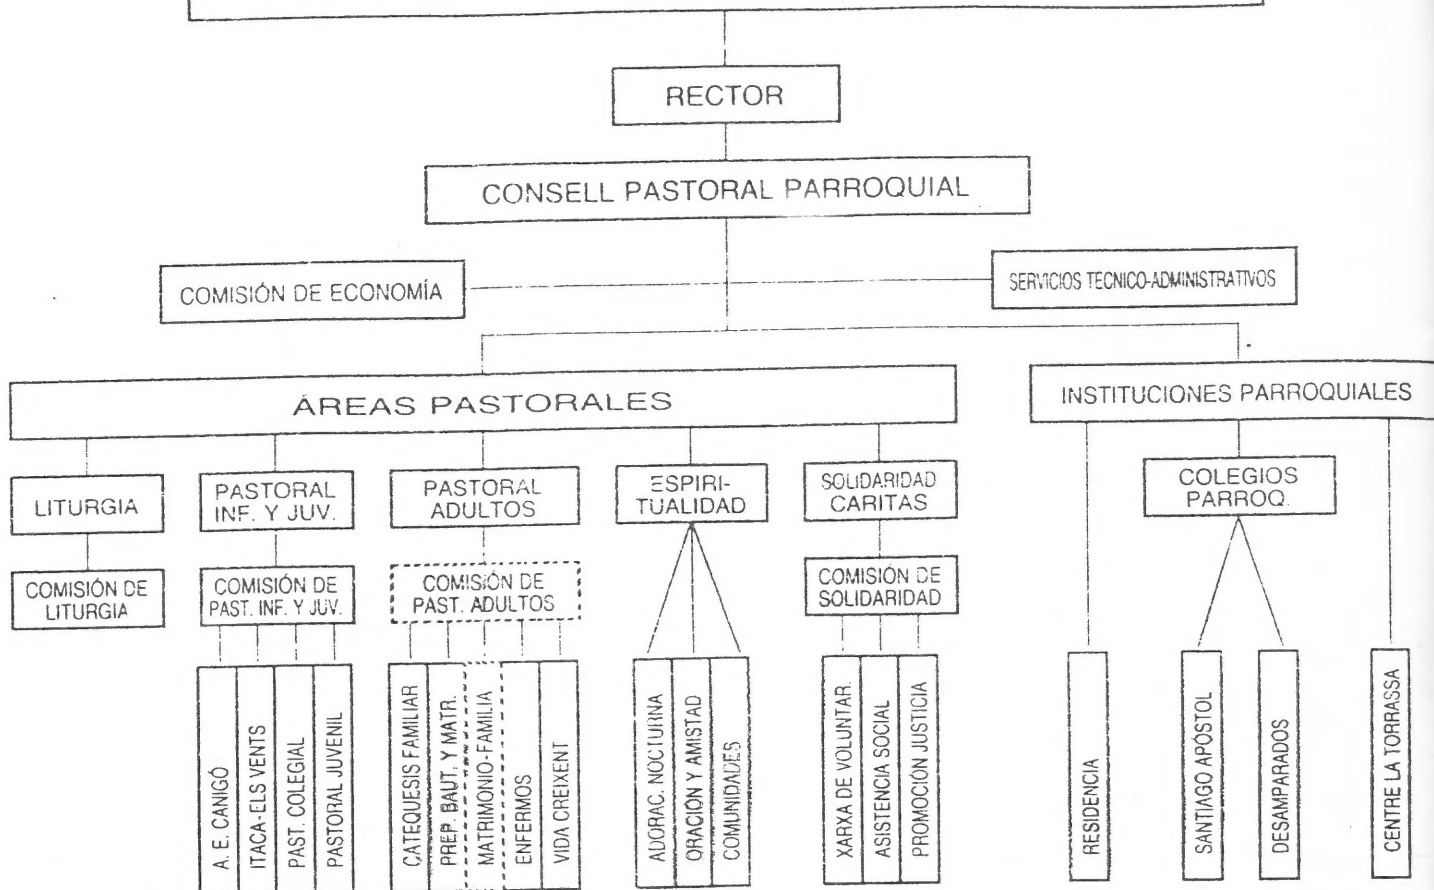 RECTOR
CONSELL PASTORAL PARROQUIAL
COMISIÓN DE ECONOMÍA
SERVICIOS TECNICO-ADMINISTRATIVOS
ÁREAS PASTORALES
INSTITUCIONES PARROQUIALES
LITURGIA
PASTORAL
INF. Y JUV.
PASTORAL
ADULTOS
ESPIRI-
TUALIDAD
SOLIDARIDAD
CARITAS
COLEGIOS
PARROQ.
COMISIÓN DE
LITURGIA
COMISIÓN DE
PAST. INF. Y JUV.
COMISIÓN DE
PAST. ADULTOS
COMISIÓN DE
SOLIDARIDAD
A. E. CANIGÓ
ITACA-ELS VENTS
PAST. COLEGIAL
PASTORAL JUVENIL
CATEQUESIS FAMILIAR
PREP. BAUT. Y MATR.
MATRIMONIO-FAMILIA
ENFERMOS
VIDA CREIXENT
ADORAC. NOCTURNA
ORACIÓN Y AMISTAD
COMUNIDADES
XARXA DE VOLUNTAR.
ASISTENCIA SOCIAL
PROMOCIÓN JUSTICIA
RESIDENCIA
SANTIAGO APÓSTOL
DESAMPARADOS
CENTRE LA TORRASSA